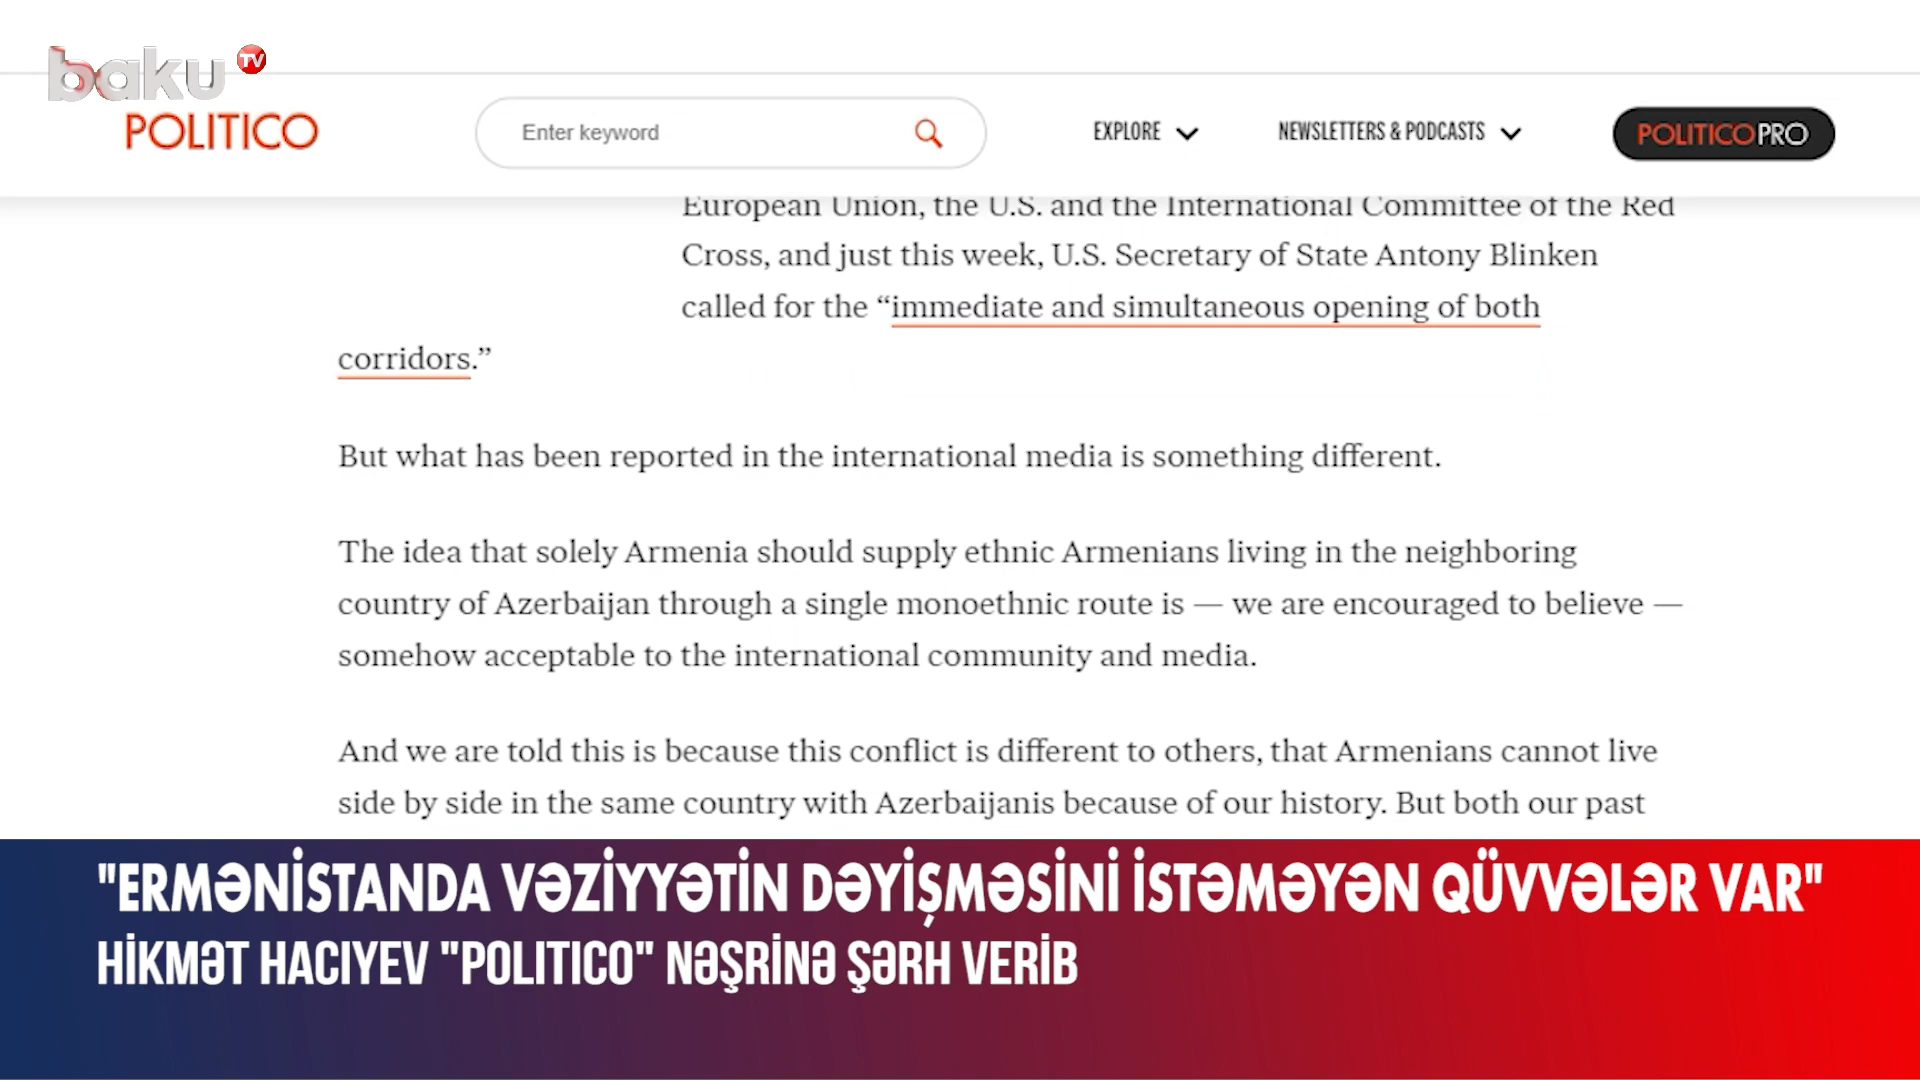 baku TV
POLITICO
Enter keyword
EXPLORE
NEWSLETTERS & PODCASTS
POLITICO PRO
European Union, the U.S. and the International Committee of the Red
Cross, and just this week, U.S. Secretary of State Antony Blinken
called for the “immediate and simultaneous opening of both
corridors.”
But what has been reported in the international media is something different.
The idea that solely Armenia should supply ethnic Armenians living in the neighboring
country of Azerbaijan through a single monoethnic route is — we are encouraged to believe —
somehow acceptable to the international community and media.
And we are told this is because this conflict is different to others, that Armenians cannot live
side by side in the same country with Azerbaijanis because of our history. But both our past
"ERMƏNİSTANDA VƏZİYYƏTİN DƏYİŞMƏSİNİ İSTƏMƏYƏN QÜVVƏLƏR VAR"
HİKMƏT HACIYEV "POLITICO" NƏŞRİNƏ ŞƏRH VERİB